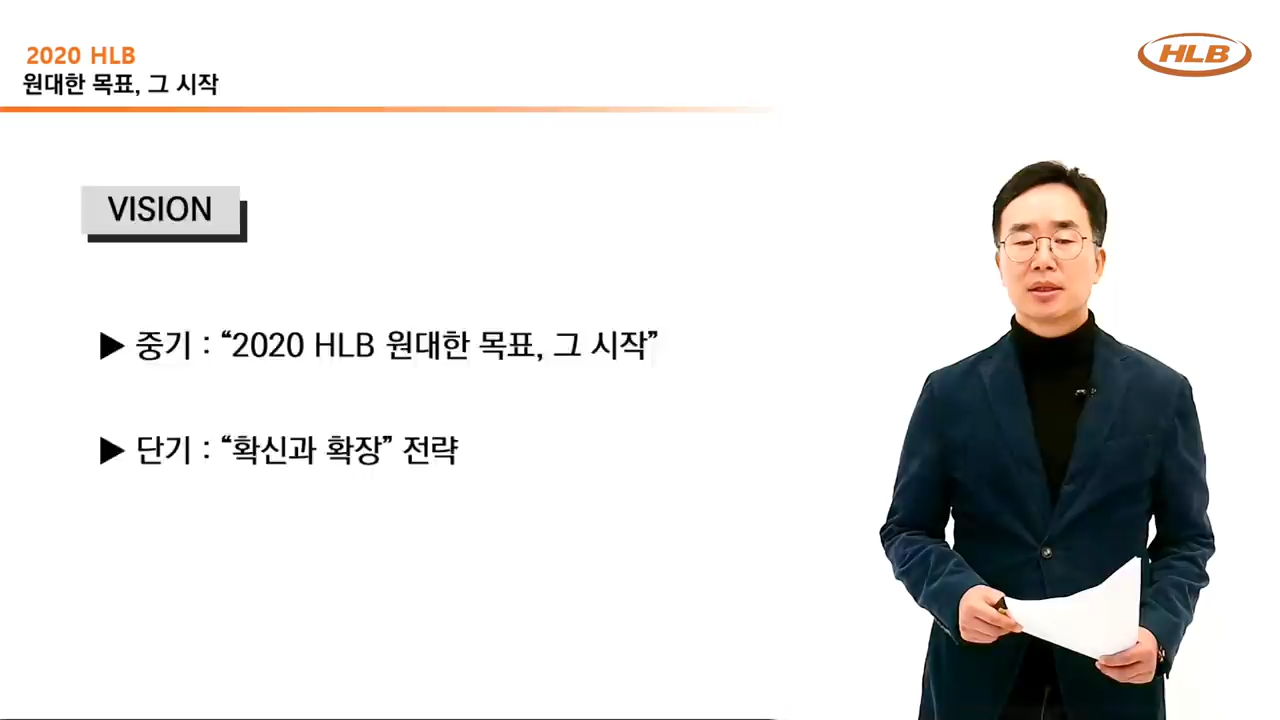 2020 HLB
원대한 목표, 그 시작
HLB
VISION
▶ 중기 : “2020 HLB 원대한 목표, 그 시작”
▶ 단기 : “확신과 확장” 전략